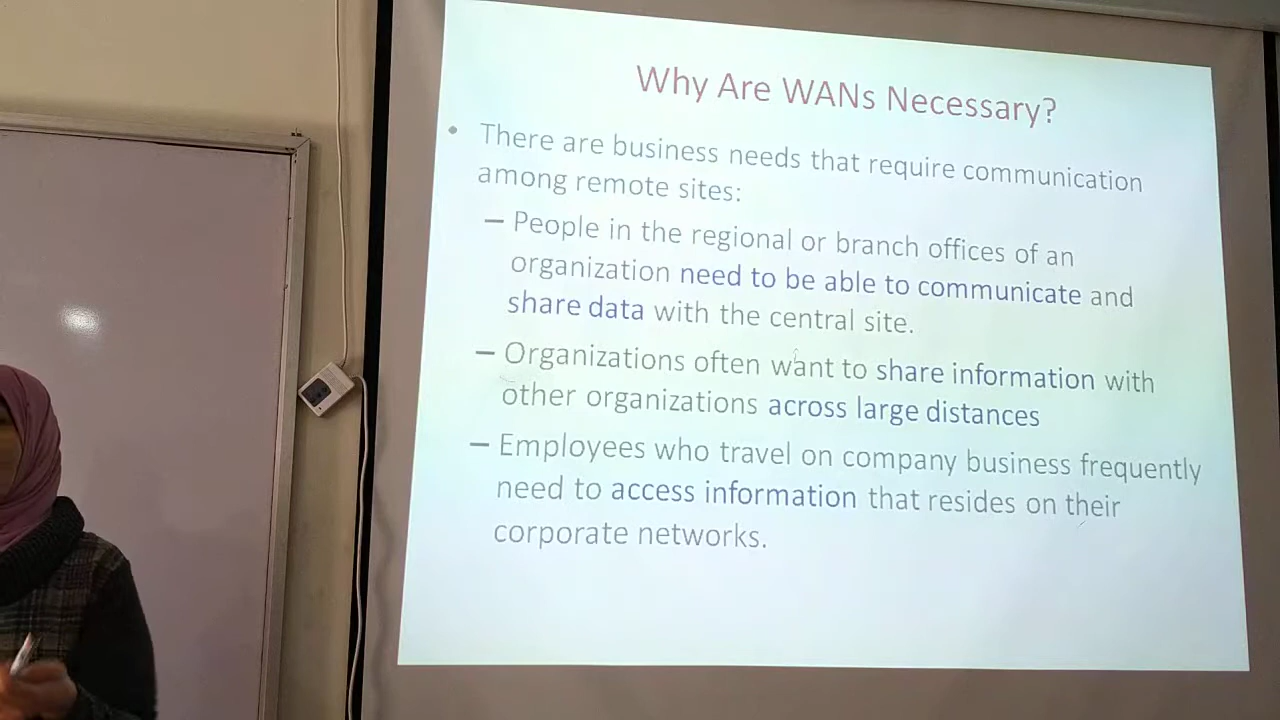 Why Are WANs Necessary?
• There are business needs that require communication
among remote sites:
– People in the regional or branch offices of an
organization need to be able to communicate and
share data with the central site.
– Organizations often want to share information with
other organizations across large distances
– Employees who travel on company business frequently
need to access information that resides on their
corporate networks.